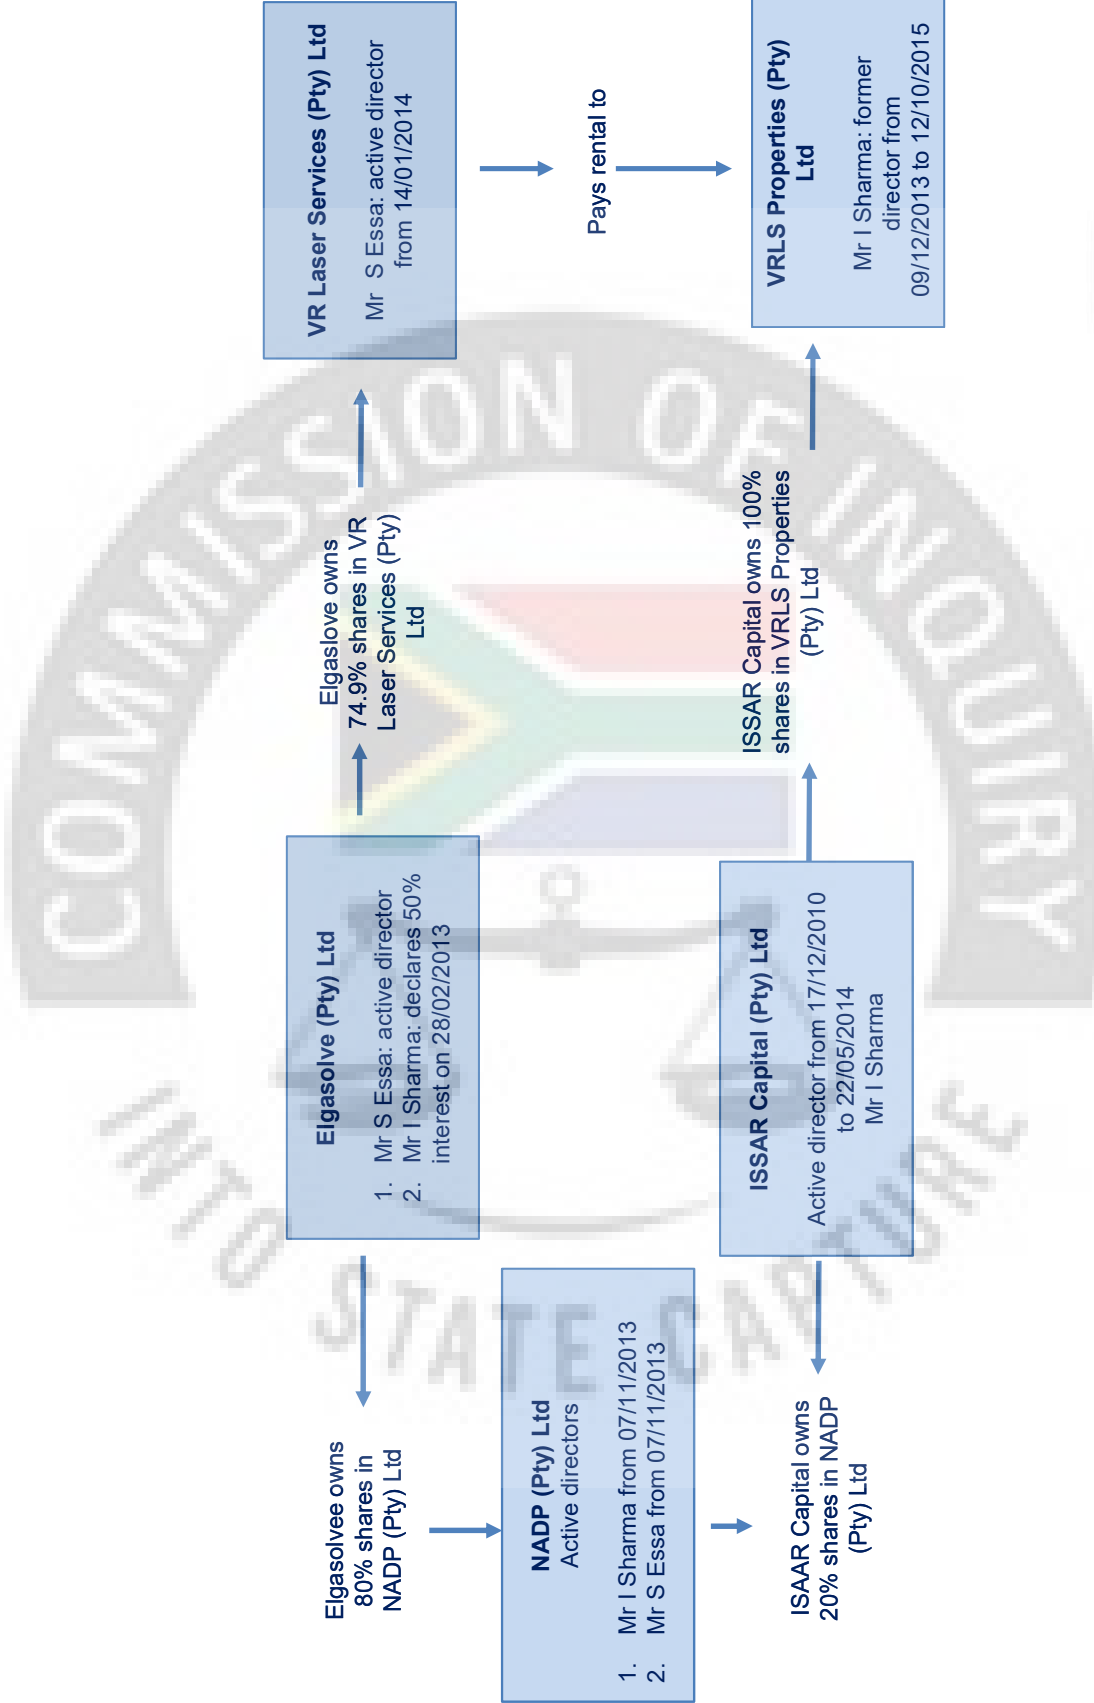 Elgasolvee owns
80% shares in
NADP (Pty) Ltd
NADP (Pty) Ltd
Active directors
1. Mr I Sharma from 07/11/2013
2. Mr S Essa from 07/11/2013
ISAAR Capital owns
20% shares in NADP
(Pty) Ltd
Elgasolve (Pty) Ltd
1. Mr S Essa: active director
2. Mr I Sharma: declares 50%
interest on 28/02/2013
ISSAR Capital (Pty) Ltd
Active director from 17/12/2010
to 22/05/2014
Mr I Sharma
Elgaslove owns
74.9% shares in VR
Laser Services (Pty)
Ltd
ISSAR Capital owns 100%
shares in VRLS Properties
(Pty) Ltd
VR Laser Services (Pty) Ltd
Mr S Essa: active director
from 14/01/2014
Pays rental to
VRLS Properties (Pty)
Ltd
Mr I Sharma: former
director from
09/12/2013 to 12/10/2015
COMMISSION OF INQUIRY
INTO STATE CAPTURE